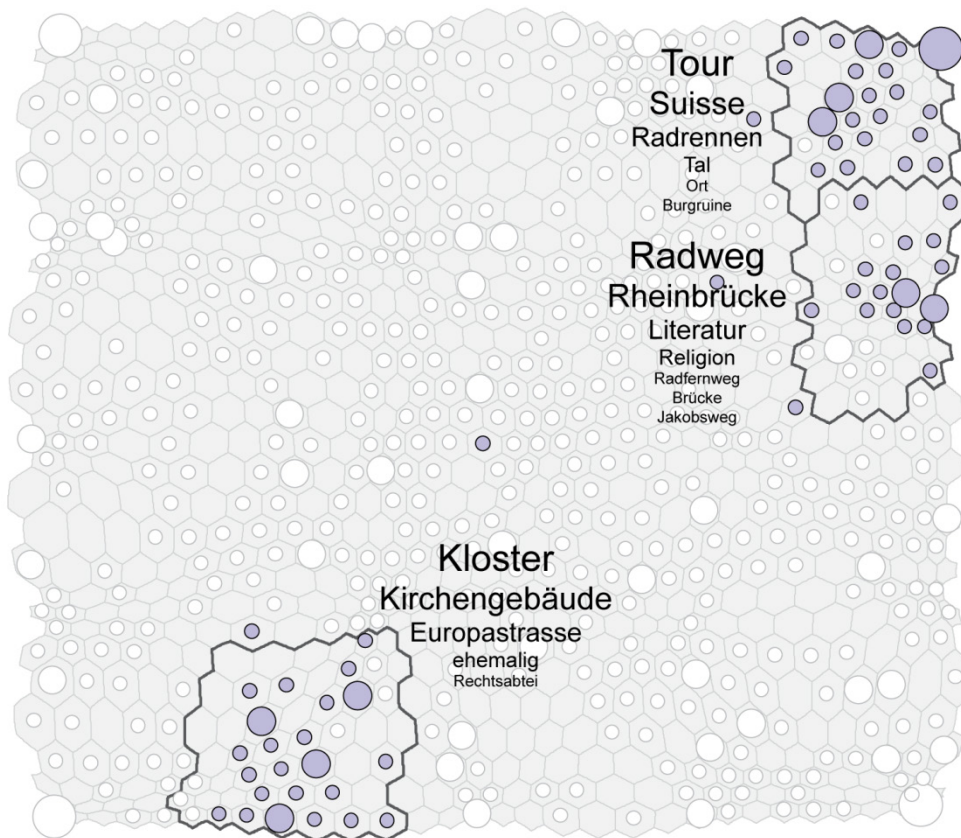 Tour
Suisse
Radrennen
Tal
Ort
Burgruine
Radweg
Rheinbrücke
Literatur
Religion
Radfernweg
Brücke
Jakobsweg
Kloster
Kirchengebäude
Europastrasse
ehemalig
Rechtsabtei